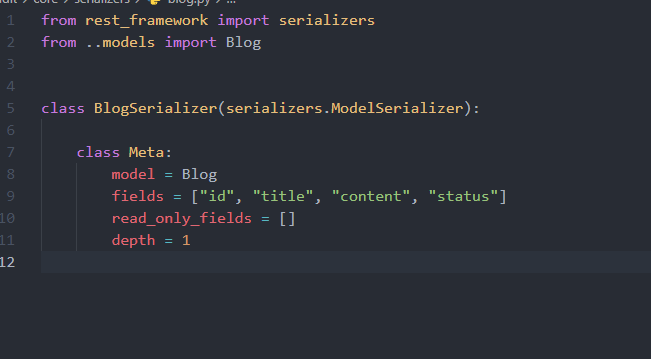 core › serializers › blog.py › ...
1 from rest_framework import serializers
2 from ..models import Blog
3
4
5 class BlogSerializer(serializers.ModelSerializer):
6
7     class Meta:
8         model = Blog
9         fields = ["id", "title", "content", "status"]
10         read_only_fields = []
11         depth = 1
12